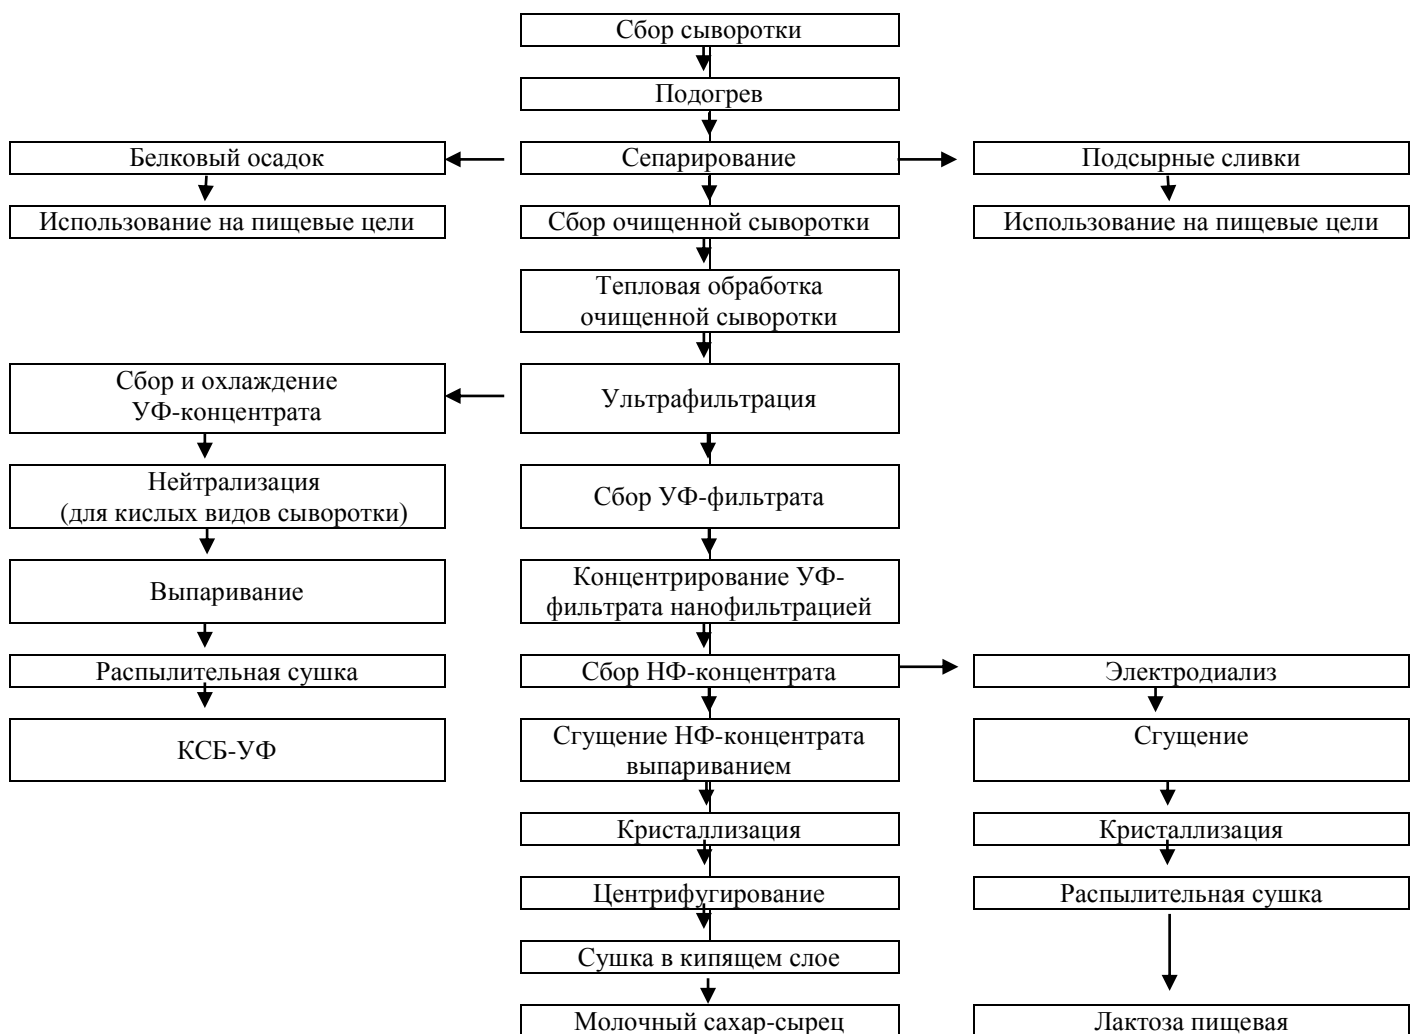 Сбор сыворотки
Подогрев
Белковый осадок
Сепарирование
Подсырные сливки
Использование на пищевые цели
Сбор очищенной сыворотки
Использование на пищевые цели
Тепловая обработка
очищенной сыворотки
Сбор и охлаждение
УФ-концентрата
Ультрафильтрация
Нейтрализация
(для кислых видов сыворотки)
Сбор УФ-фильтрата
Выпаривание
Концентрирование УФ-
фильтрата нанофильтрацией
Распылительная сушка
Сбор НФ-концентрата
Электродиализ
КСБ-УФ
Сгущение НФ-концентрата
выпариванием
Сгущение
Кристаллизация
Кристаллизация
Центрифугирование
Распылительная сушка
Сушка в кипящем слое
Молочный сахар-сырец
Лактоза пищевая